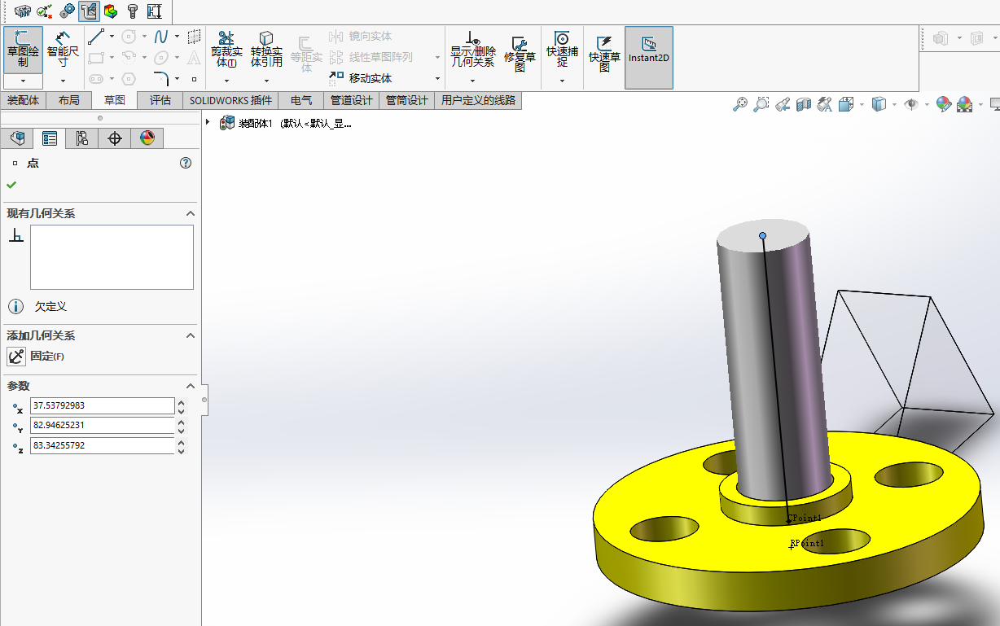 草图绘制
智能尺寸
剪裁实体(I)
转换实体引用
等距实体
镜向实体
线性草图阵列
移动实体
显示/删除几何关系
修复草图
快速捕捉
快速草图
Instant2D
装配体 布局 草图 评估 SOLIDWORKS 插件 电气 管道设计 管筒设计 用户定义的线路
装配体1 (默认<默认_显...
点
现有几何关系
欠定义
添加几何关系
固定(F)
参数
X 37.53792983
Y 82.94625231
Z 83.34255792
CPoint1
RPoint1